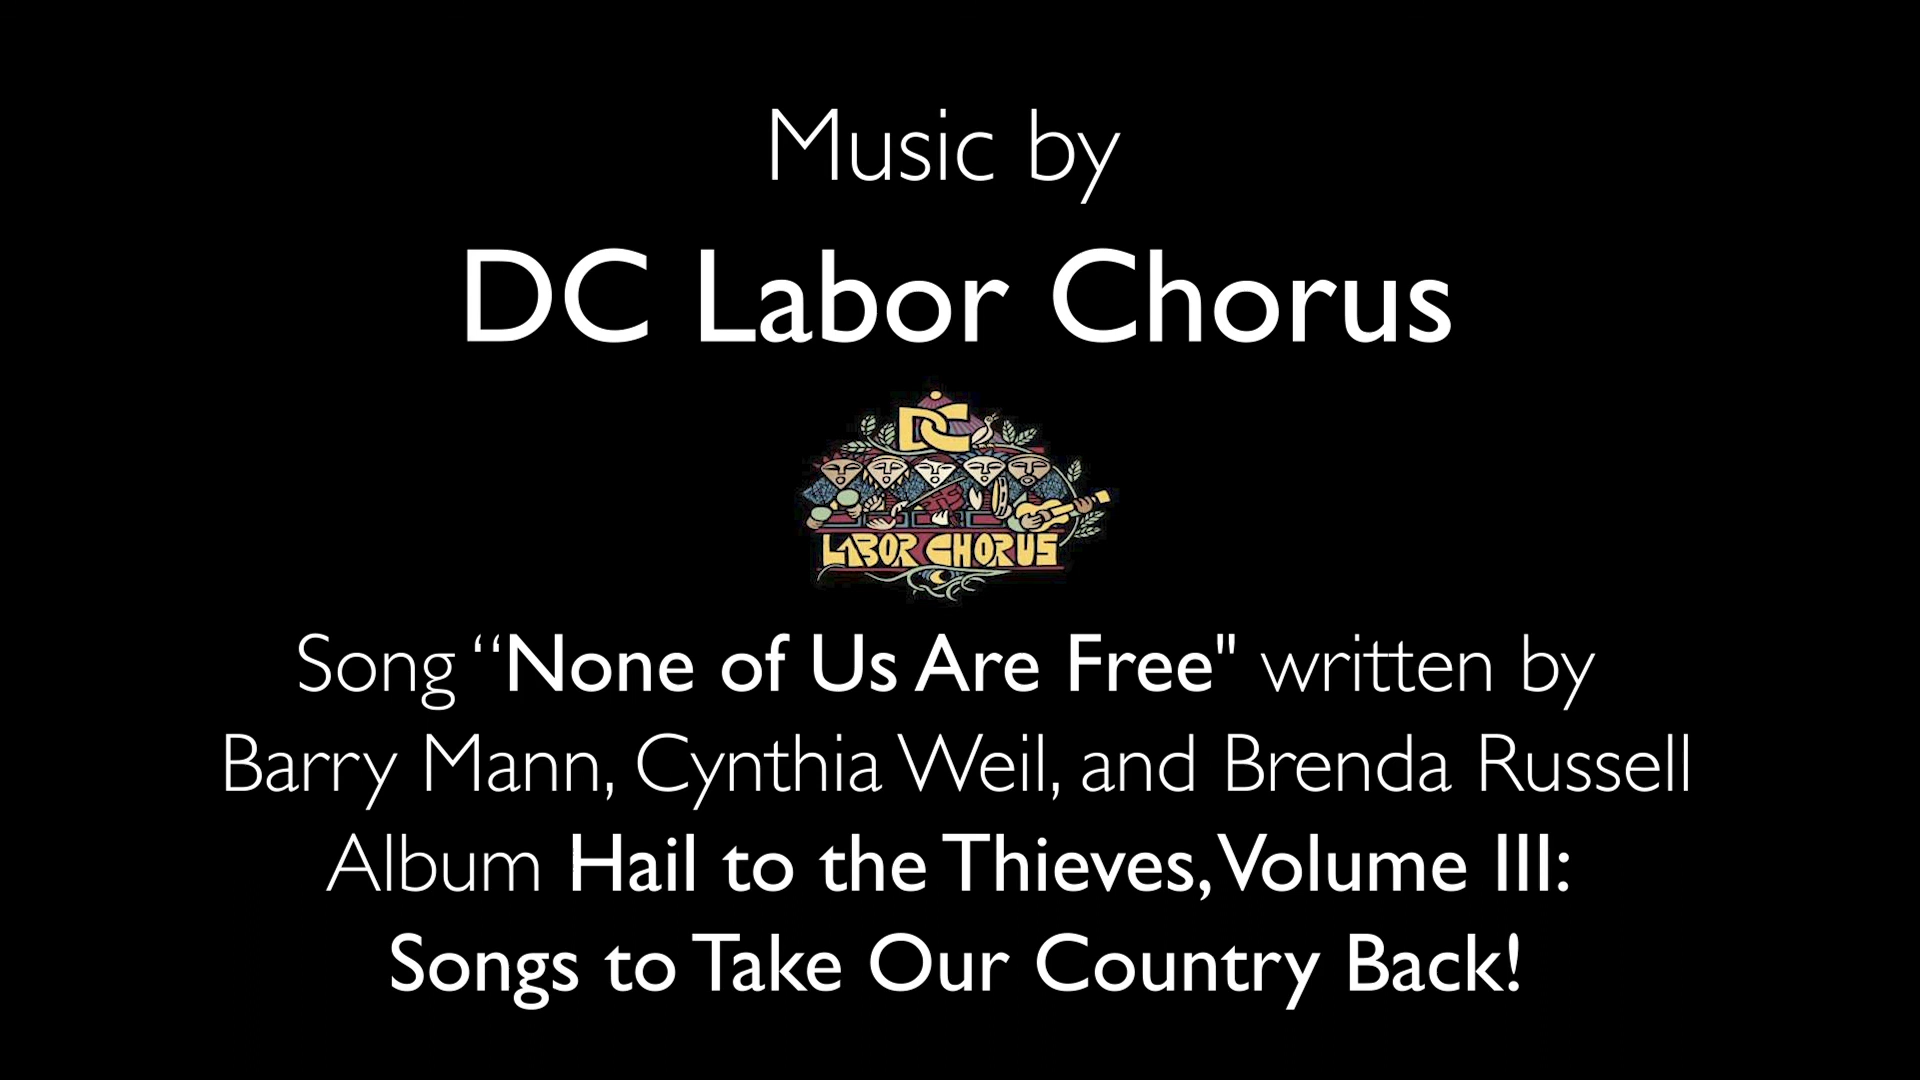 Music by
DC Labor Chorus
DC
LABOR CHORUS
Song “None of Us Are Free" written by
Barry Mann, Cynthia Weil, and Brenda Russell
Album Hail to the Thieves, Volume III:
Songs to Take Our Country Back!